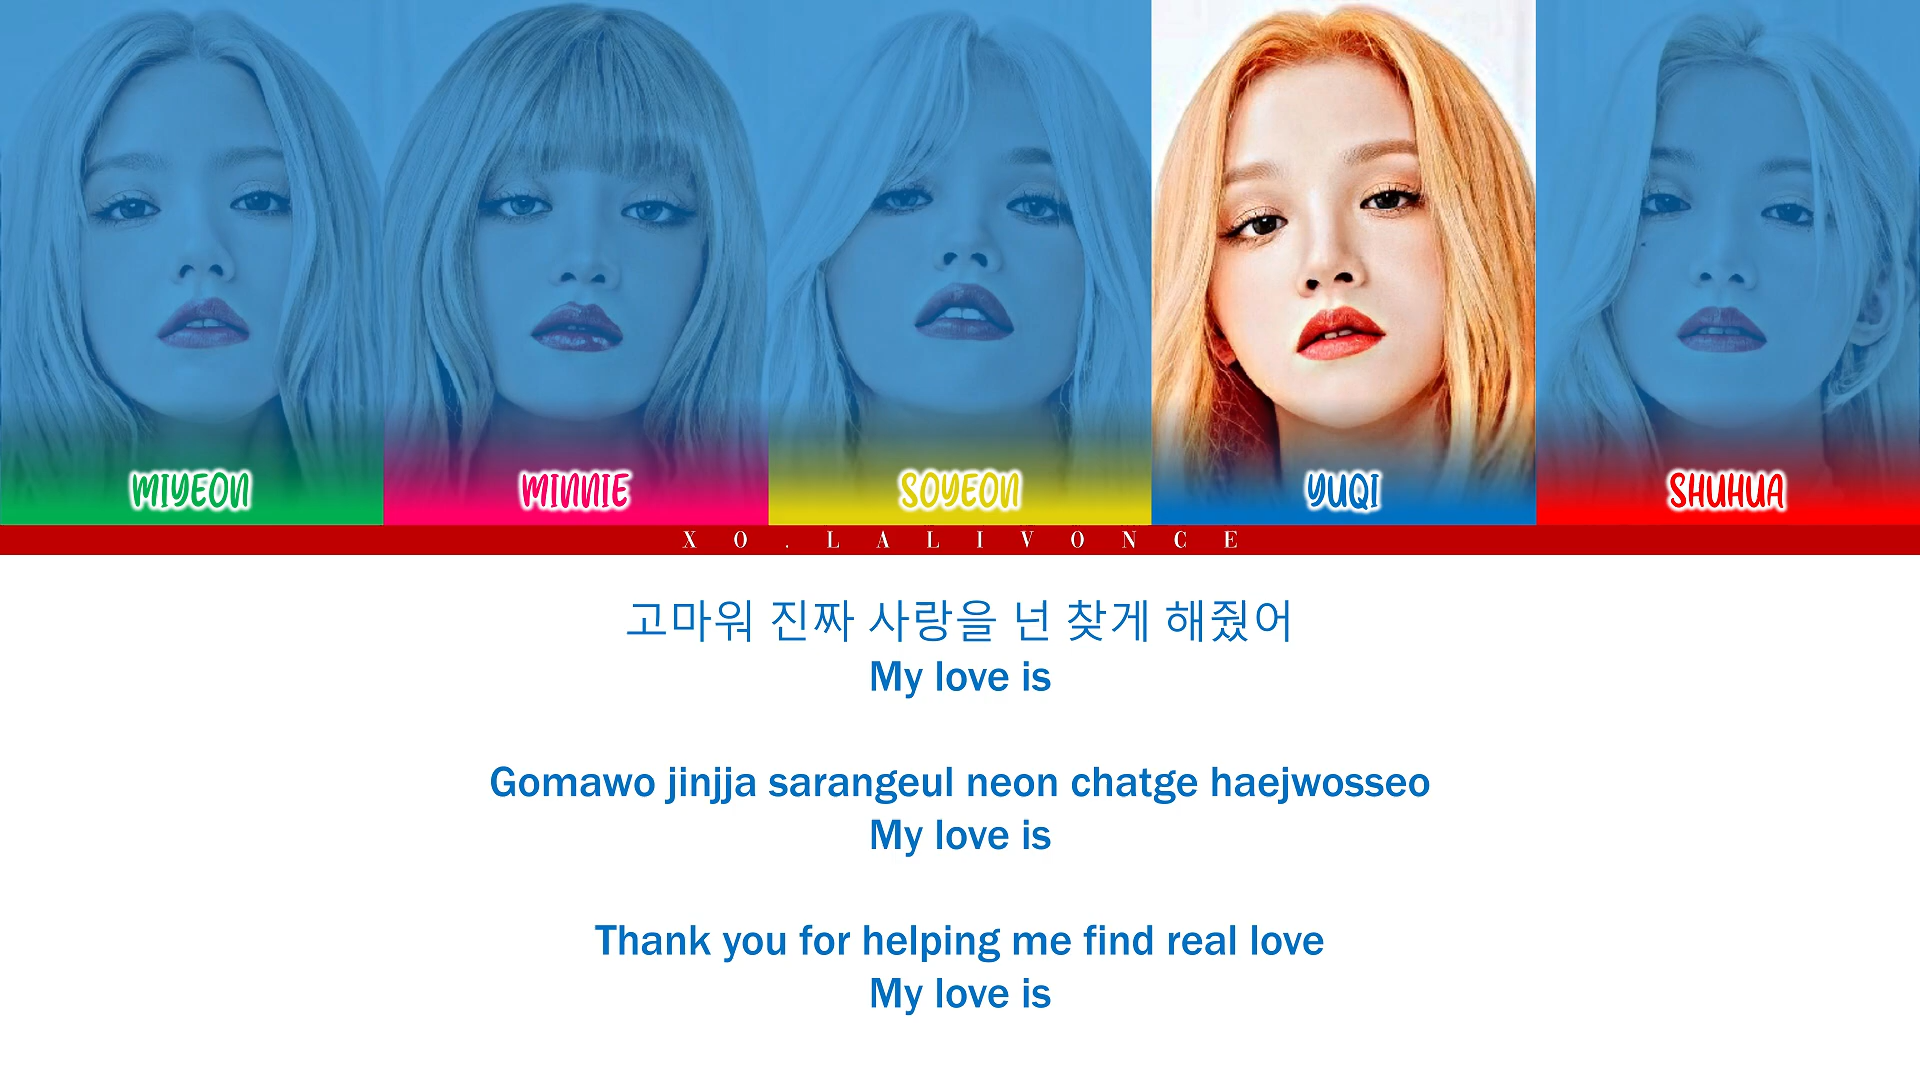 MIYEON
MINNIE
SOYEON
YUQI
SHUHUA
XO.LALIVONCE
고마워 진짜 사랑을 넌 찾게 해줬어
My love is
Gomawo jinjja sarangeul neon chatge haejwosseo
My love is
Thank you for helping me find real love
My love is